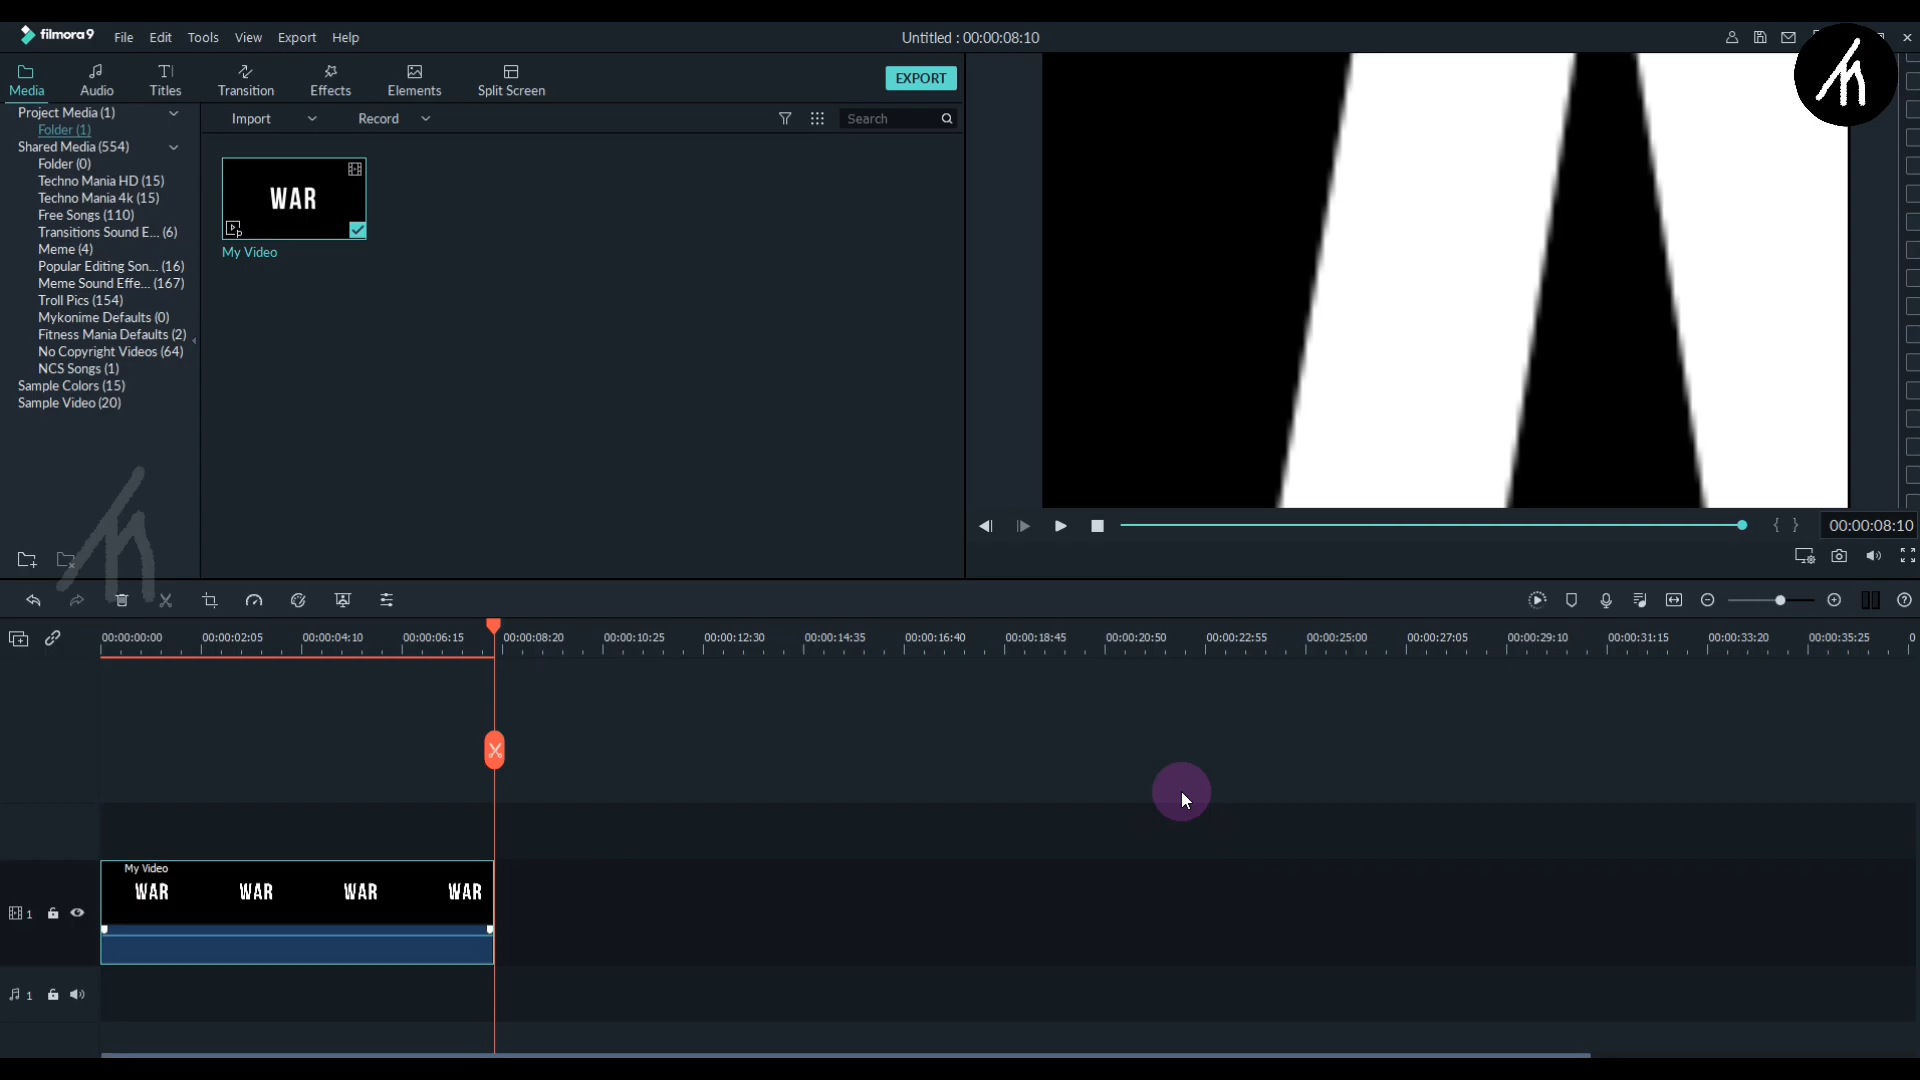 filmora9
File Edit Tools View Export Help
Untitled : 00:00:08:10
Media Audio Titles Transition Effects Elements Split Screen
EXPORT
Project Media (1)
Folder (1)
Shared Media (554)
Folder (0)
Techno Mania HD (15)
Techno Mania 4k (15)
Free Songs (110)
Transitions Sound E... (6)
Meme (4)
Popular Editing Son... (16)
Meme Sound Effe... (167)
Troll Pics (154)
Mykonime Defaults (0)
Fitness Mania Defaults (2)
No Copyright Videos (64)
NCS Songs (1)
Sample Colors (15)
Sample Video (20)
Import Record Search
WAR
My Video
{ } 00:00:08:10
00:00:00:00 00:00:02:05 00:00:04:10 00:00:06:15 00:00:08:20 00:00:10:25 00:00:12:30 00:00:14:35 00:00:16:40 00:00:18:45 00:00:20:50 00:00:22:55 00:00:25:00 00:00:27:05 00:00:29:10 00:00:31:15 00:00:33:20 00:00:35:25 0
My Video
WAR WAR WAR WAR
1
1